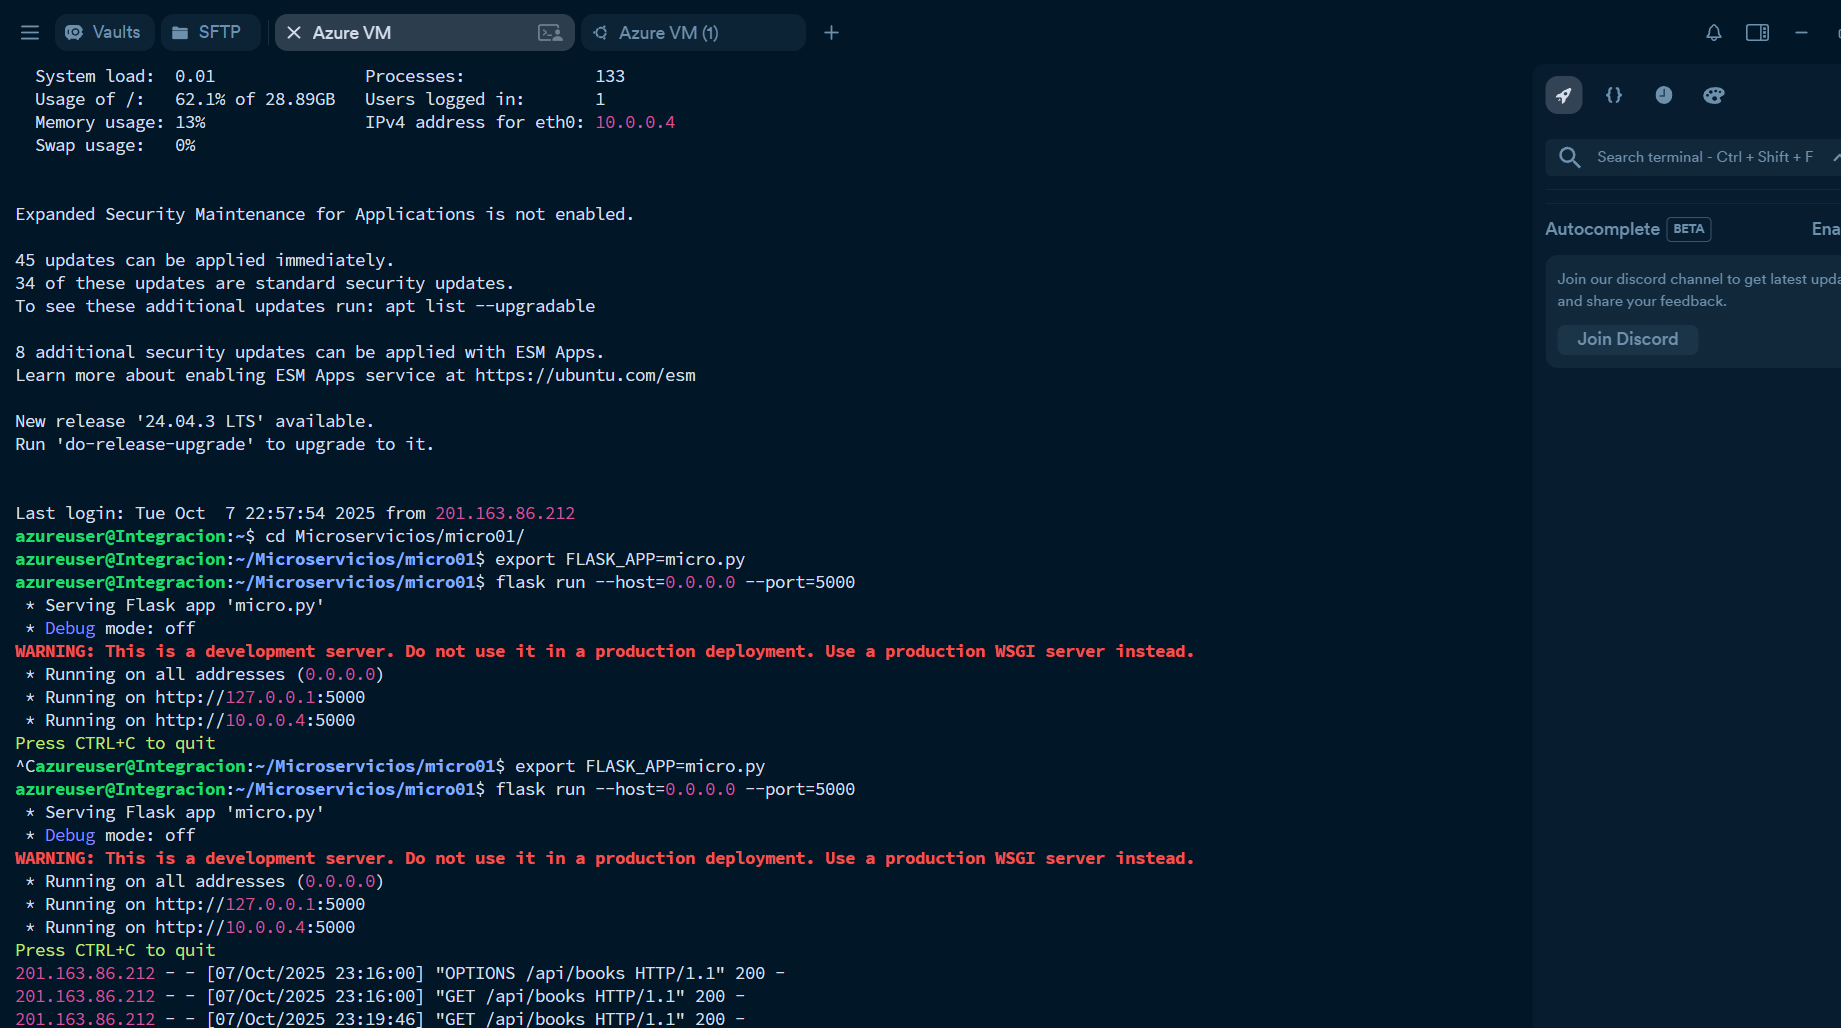 Vaults SFTP Azure VM Azure VM (1)
System load: 0.01 Processes: 133
Usage of /: 62.1% of 28.89GB Users logged in: 1
Memory usage: 13% IPv4 address for eth0: 10.0.0.4
Swap usage: 0%
Expanded Security Maintenance for Applications is not enabled.
45 updates can be applied immediately.
34 of these updates are standard security updates.
To see these additional updates run: apt list --upgradable
8 additional security updates can be applied with ESM Apps.
Learn more about enabling ESM Apps service at https://ubuntu.com/esm
New release '24.04.3 LTS' available.
Run 'do-release-upgrade' to upgrade to it.
Last login: Tue Oct  7 22:57:54 2025 from 201.163.86.212
azureuser@Integracion:~$ cd Microservicios/micro01/
azureuser@Integracion:~/Microservicios/micro01$ export FLASK_APP=micro.py
azureuser@Integracion:~/Microservicios/micro01$ flask run --host=0.0.0.0 --port=5000
* Serving Flask app 'micro.py'
* Debug mode: off
WARNING: This is a development server. Do not use it in a production deployment. Use a production WSGI server instead.
* Running on all addresses (0.0.0.0)
* Running on http://127.0.0.1:5000
* Running on http://10.0.0.4:5000
Press CTRL+C to quit
^Cazureuser@Integracion:~/Microservicios/micro01$ export FLASK_APP=micro.py
azureuser@Integracion:~/Microservicios/micro01$ flask run --host=0.0.0.0 --port=5000
* Serving Flask app 'micro.py'
* Debug mode: off
WARNING: This is a development server. Do not use it in a production deployment. Use a production WSGI server instead.
* Running on all addresses (0.0.0.0)
* Running on http://127.0.0.1:5000
* Running on http://10.0.0.4:5000
Press CTRL+C to quit
201.163.86.212 - - [07/Oct/2025 23:16:00] "OPTIONS /api/books HTTP/1.1" 200 -
201.163.86.212 - - [07/Oct/2025 23:16:00] "GET /api/books HTTP/1.1" 200 -
201.163.86.212 - - [07/Oct/2025 23:19:46] "GET /api/books HTTP/1.1" 200 -
{}
Search terminal - Ctrl + Shift + F
Autocomplete BETA Ena
Join our discord channel to get latest upda
and share your feedback.
Join Discord